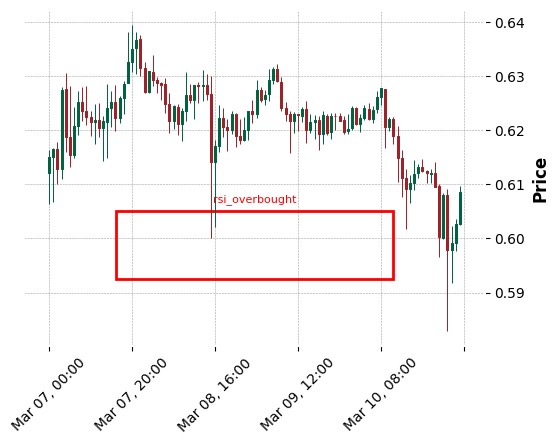 0.64
0.63
0.62
0.61
0.60
0.59
Price
rsi_overbought
Mar 07, 00:00
Mar 07, 20:00
Mar 08, 16:00
Mar 09, 12:00
Mar 10, 08:00